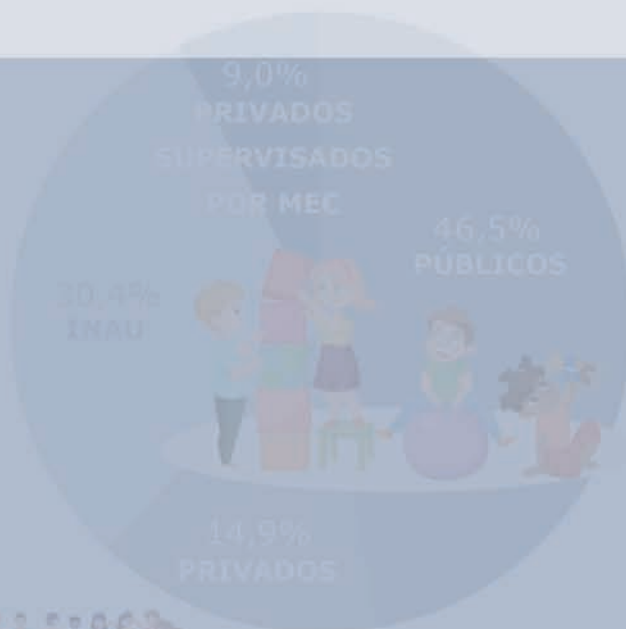 9,0%
PRIVADOS
SUPERVISADOS
POR MEC
46,5%
PÚBLICOS
30,4%
INAU
14,9%
PRIVADOS